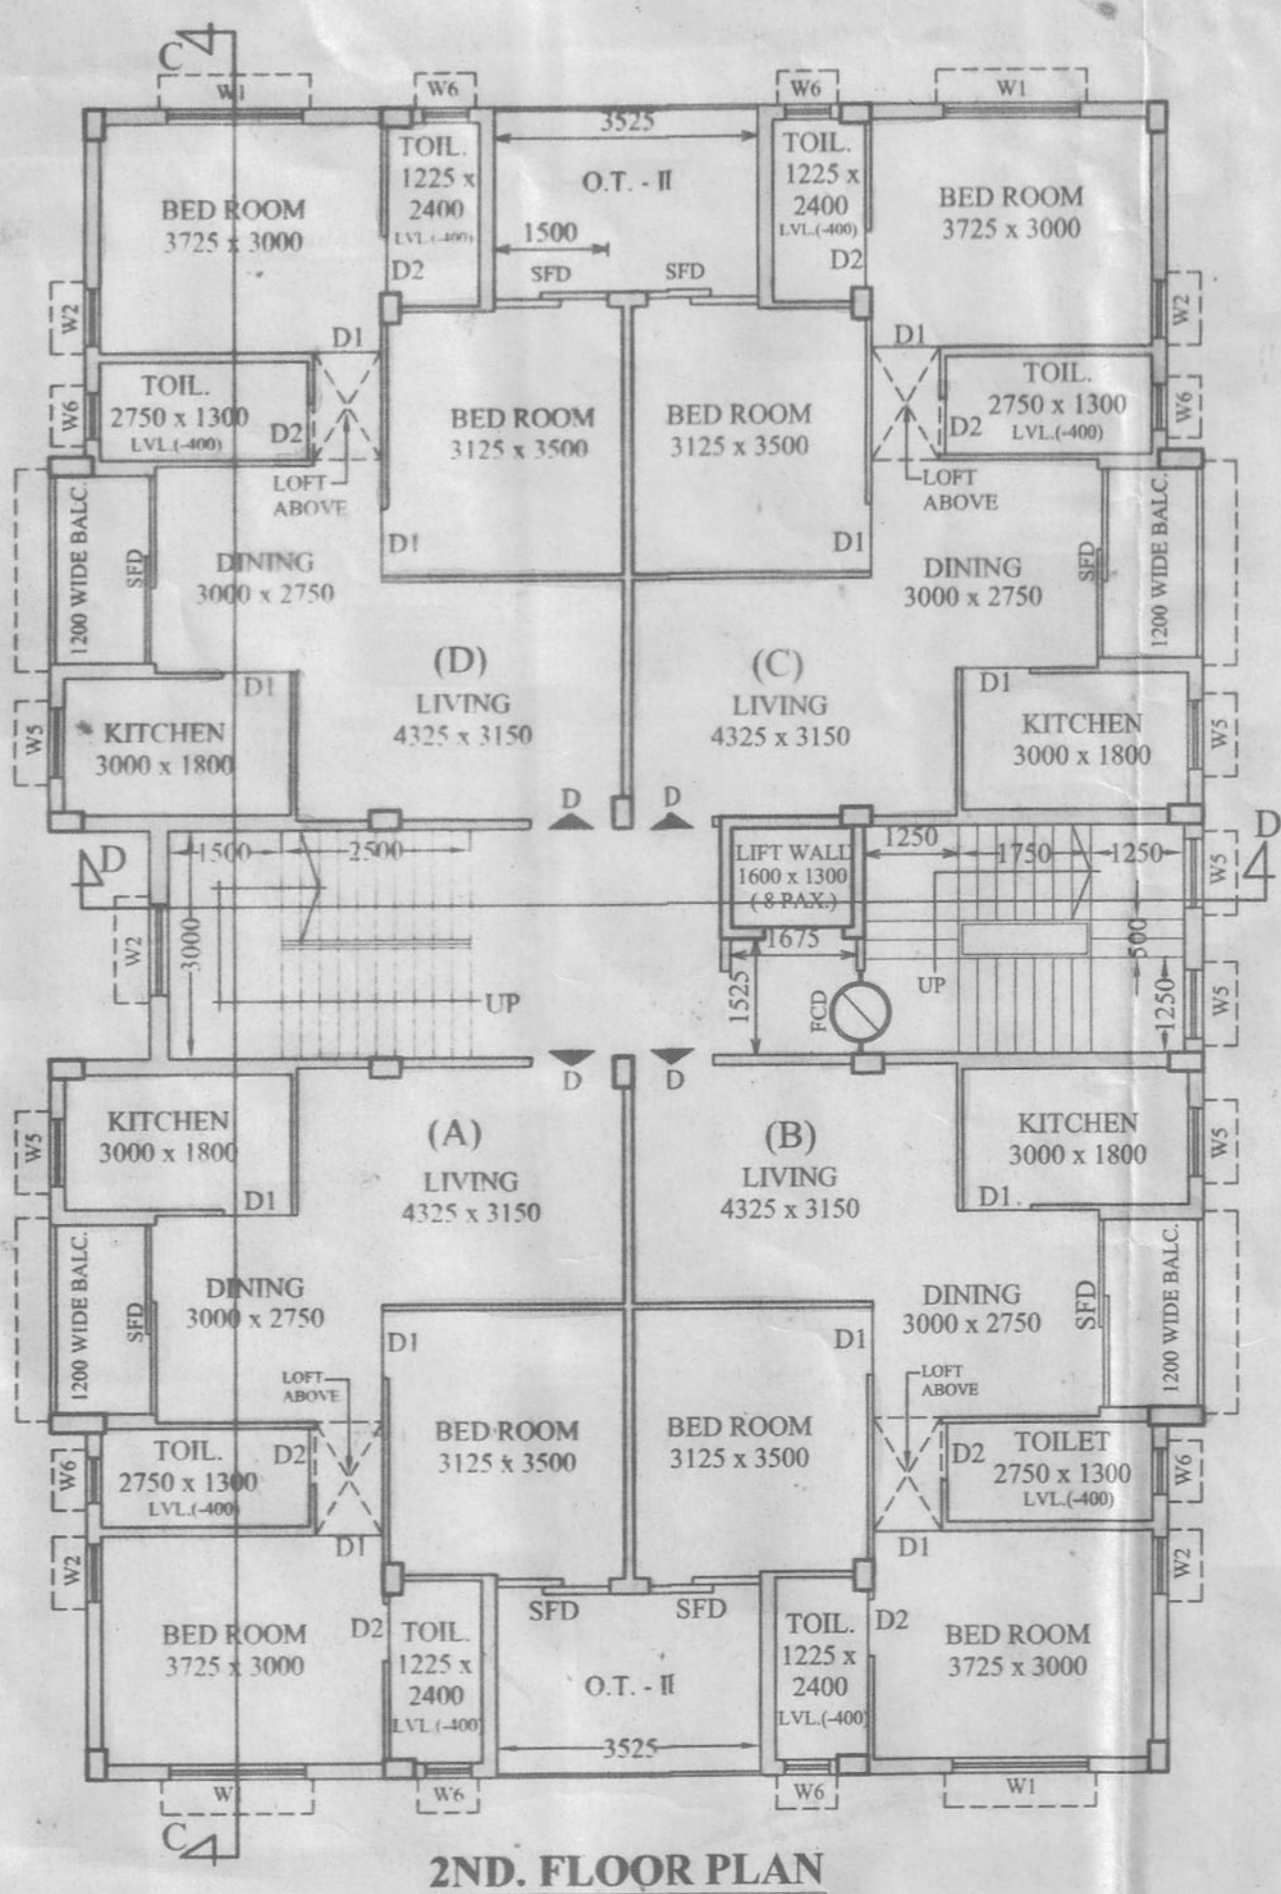 C
W1
W6
W6
W1
3525
TOIL.
1225 x
2400
LVL.(-400)
D2
O.T. - II
1500
SFD
SFD
TOIL.
1225 x
2400
LVL.(-400)
D2
BED ROOM
3725 x 3000
BED ROOM
3725 x 3000
W2
W2
D1
D1
W6
TOIL.
2750 x 1300
LVL.(-400)
D2
BED ROOM
3125 x 3500
BED ROOM
3125 x 3500
TOIL.
2750 x 1300
LVL.(-400)
D2
W6
LOFT
ABOVE
LOFT
ABOVE
D1
D1
1200 WIDE BALC.
SFD
DINING
3000 x 2750
DINING
3000 x 2750
SFD
1200 WIDE BALC.
(D)
LIVING
4325 x 3150
(C)
LIVING
4325 x 3150
D1
D1
W5
KITCHEN
3000 x 1800
KITCHEN
3000 x 1800
W5
D
D
D
D
1500
2500
LIFT WALL
1600 x 1300
( 8 PAX.)
1250
1750
1250
W5
W2
3000
1675
500
UP
1525
FCD
UP
1250
W5
D
D
KITCHEN
3000 x 1800
(A)
LIVING
4325 x 3150
(B)
LIVING
4325 x 3150
KITCHEN
3000 x 1800
W5
W5
D1
D1.
1200 WIDE BALC.
SFD
DINING
3000 x 2750
DINING
3000 x 2750
SFD
1200 WIDE BALC.
D1
D1
LOFT
ABOVE
LOFT
ABOVE
W6
TOIL.
2750 x 1300
LVL.(-400)
D2
BED ROOM
3125 x 3500
BED ROOM
3125 x 3500
D2
TOILET
2750 x 1300
LVL.(-400)
W6
W2
D1
D1
W2
BED ROOM
3725 x 3000
D2
TOIL.
1225 x
2400
LVL.(-400)
SFD
SFD
O.T. - II
3525
TOIL.
1225 x
2400
LVL.(-400)
D2
BED ROOM
3725 x 3000
W
W6
W6
W1
C
2ND. FLOOR PLAN